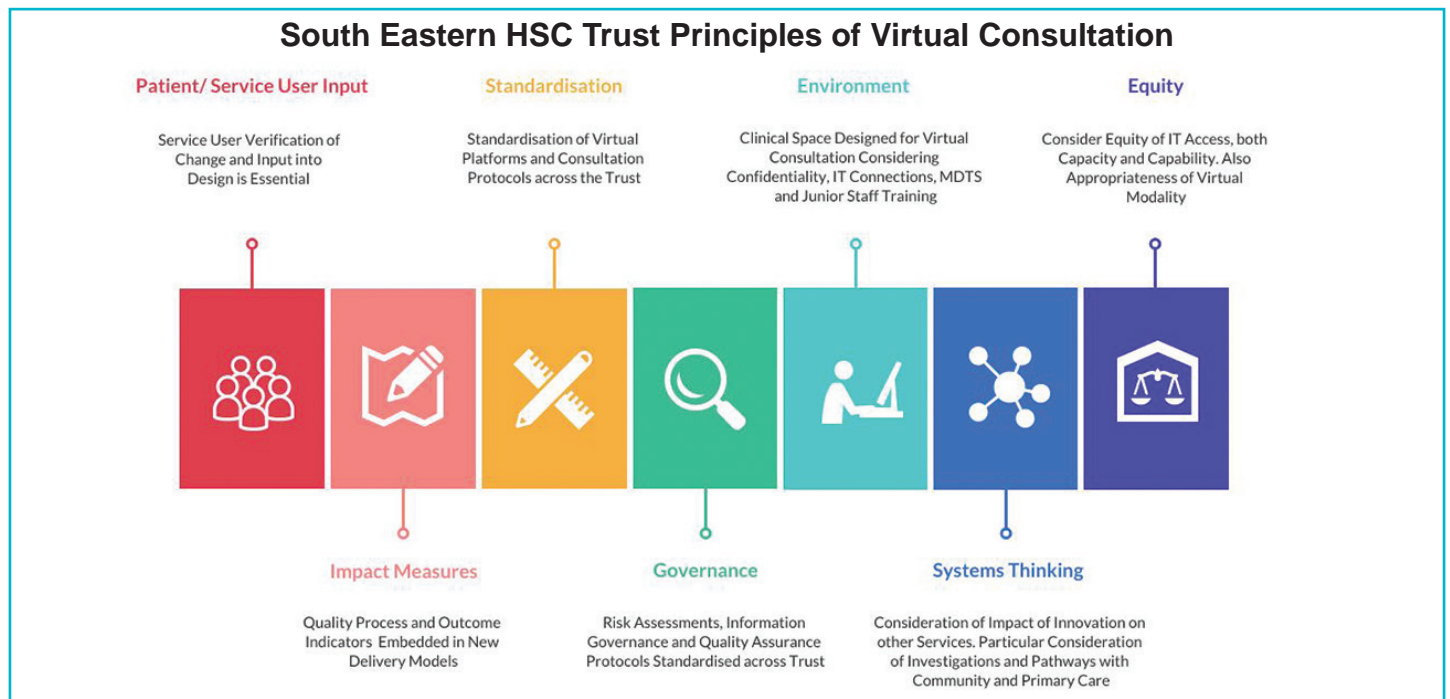 South Eastern HSC Trust Principles of Virtual Consultation
Patient/ Service User Input
Service User Verification of
Change and Input into
Design is Essential
Standardisation
Standardisation of Virtual
Platforms and Consultation
Protocols across the Trust
Environment
Clinical Space Designed for Virtual
Consultation Considering
Confidentiality, IT Connections, MDTS
and Junior Staff Training
Equity
Consider Equity of IT Access, both
Capacity and Capability. Also
Appropriateness of Virtual
Modality
Impact Measures
Quality Process and Outcome
Indicators Embedded in New
Delivery Models
Governance
Risk Assessments, Information
Governance and Quality Assurance
Protocols Standardised across Trust
Systems Thinking
Consideration of Impact of Innovation on
other Services. Particular Consideration
of Investigations and Pathways with
Community and Primary Care